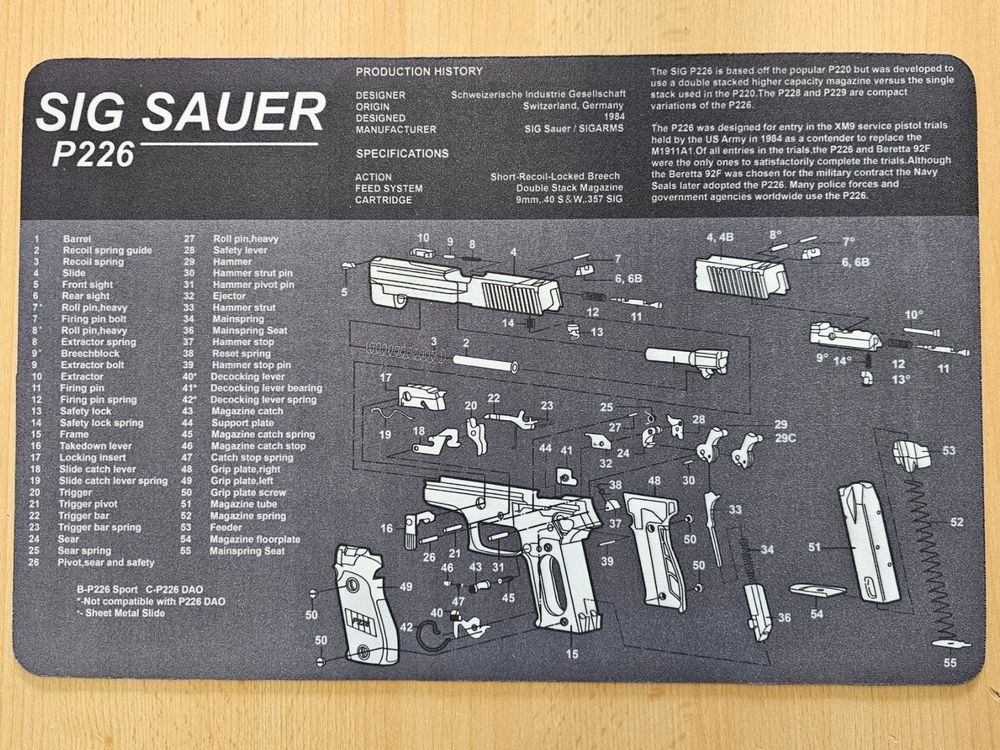 SIG SAUER
P226
PRODUCTION HISTORY
DESIGNER Schweizerische Industrie Gesellschaft
ORIGIN Switzerland, Germany
DESIGNED 1984
MANUFACTURER SIG Sauer / SIGARMS
SPECIFICATIONS
ACTION Short-Recoil-Locked Breech
FEED SYSTEM Double Stack Magazine
CARTRIDGE 9mm,.40 S&W,.357 SIG
The SIG P226 is based off the popular P220 but was developed to
use a double stacked higher capacity magazine versus the single
stack used in the P220.The P228 and P229 are compact
variations of the P226.
The P226 was designed for entry in the XM9 service pistol trials
held by the US Army in 1984 as a contender to replace the
M1911A1.Of all entries in the trials,the P226 and Beretta 92F
were the only ones to satisfactorily complete the trials.Although
the Beretta 92F was chosen for the military contract the Navy
Seals later adopted the P226. Many police forces and
government agencies worldwide use the P226.
1 Barrel
2 Recoil spring guide
3 Recoil spring
4 Slide
5 Front sight
6 Rear sight
7* Roll pin,heavy
7 Firing pin bolt
8* Roll pin,heavy
8 Extractor spring
9* Breechblock
9 Extractor bolt
10 Extractor
11 Firing pin
12 Firing pin spring
13 Safety lock
14 Safety lock spring
15 Frame
16 Takedown lever
17 Locking insert
18 Slide catch lever
19 Slide catch lever spring
20 Trigger
21 Trigger pivot
22 Trigger bar
23 Trigger bar spring
24 Sear
25 Sear spring
26 Pivot,sear and safety
27 Roll pin,heavy
28 Safety lever
29 Hammer
30 Hammer strut pin
31 Hammer pivot pin
32 Ejector
33 Hammer strut
34 Mainspring
36 Mainspring Seat
37 Hammer stop
38 Reset spring
39 Hammer stop pin
40* Decocking lever
41* Decocking lever bearing
42* Decocking lever spring
43 Magazine catch
44 Support plate
45 Magazine catch spring
46 Magazine catch stop
47 Catch stop spring
48 Grip plate,right
49 Grip plate,left
50 Grip plate screw
51 Magazine tube
52 Magazine spring
53 Feeder
54 Magazine floorplate
55 Mainspring Seat
B-P226 Sport C-P226 DAO
*-Not compatible with P226 DAO
*- Sheet Metal Slide
10
9
8
4
7
6, 6B
5
12
11
14
13
4, 4B
8°
7°
6, 6B
10°
9°
14°
12
11
13°
3
2
17
19
18
20
22
23
25
27
44
41
24
32
28
29
29C
30
38
37
48
33
53
16
26
21
46
43
31
45
47
40
42
49
50
50
39
50
50
34
36
15
51
54
52
55